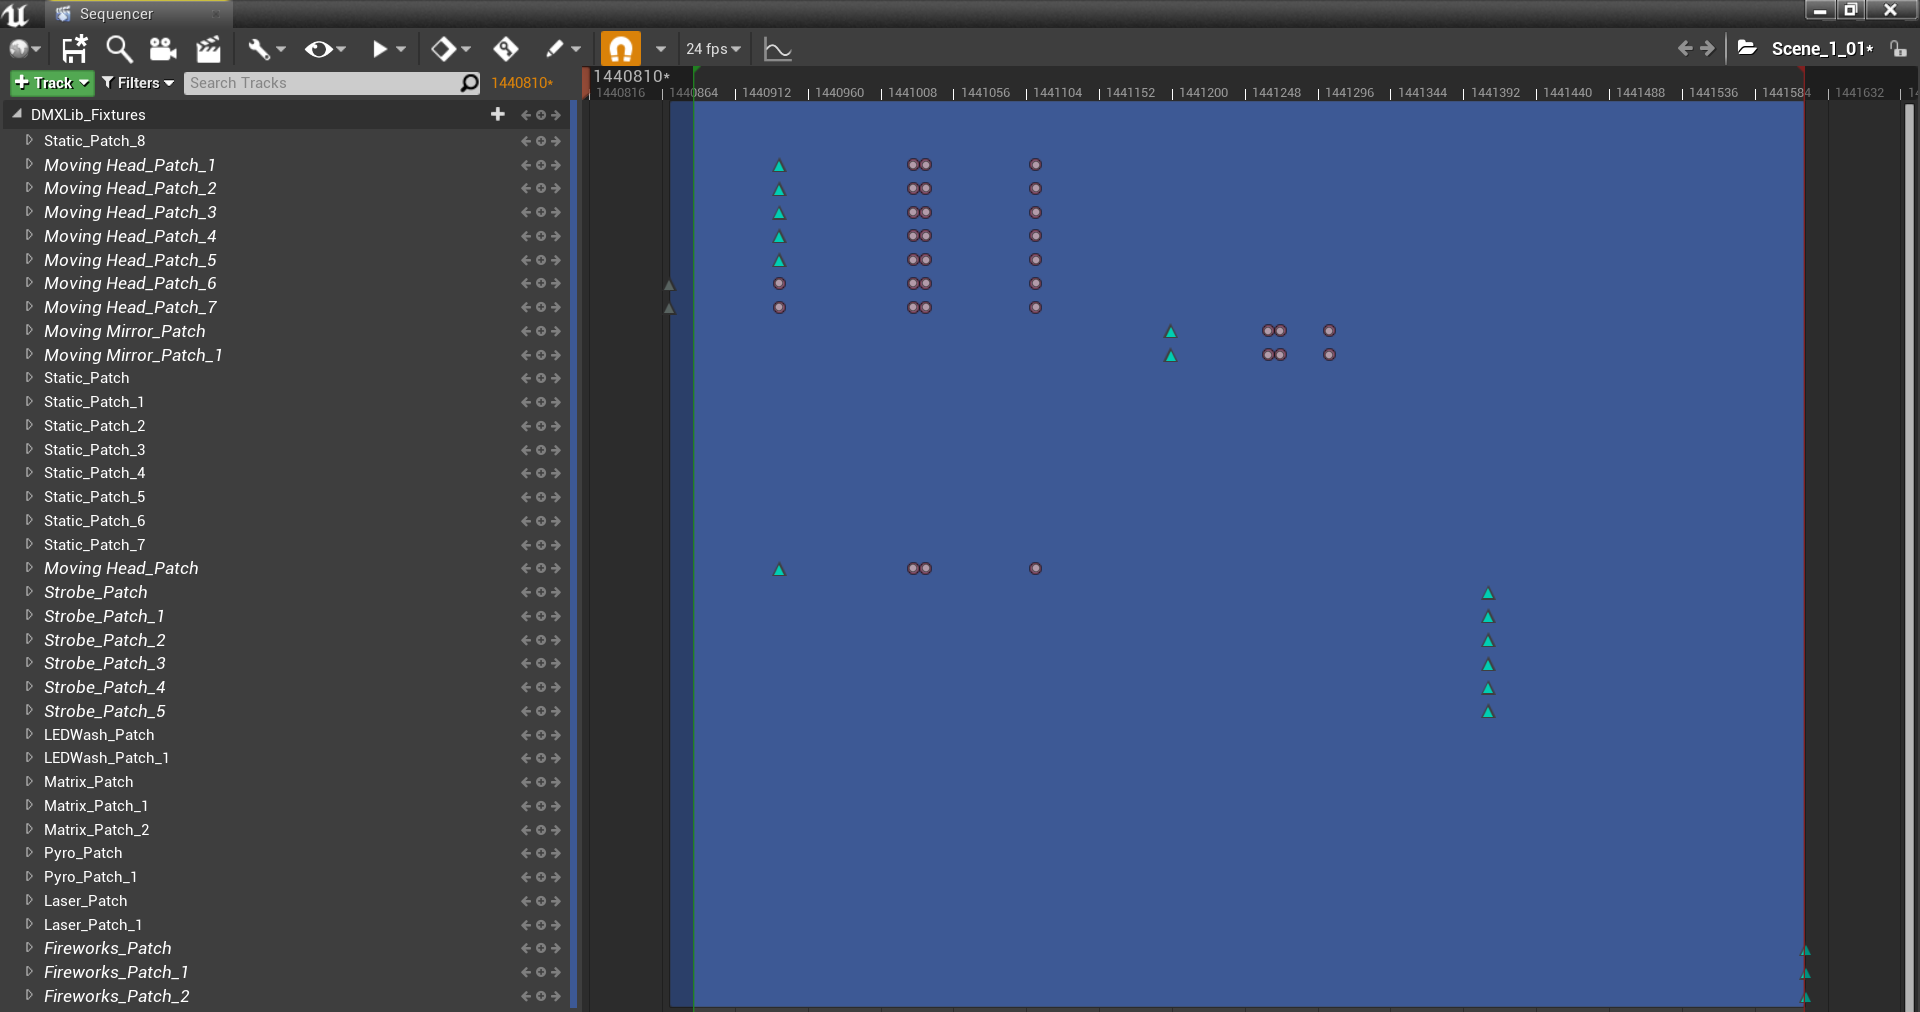 Sequencer
24 fps
Scene_1_01*
Track
Filters
Search Tracks
1440810*
1440810*
1440816
1440864
1440912
1440960
1441008
1441056
1441104
1441152
1441200
1441248
1441296
1441344
1441392
1441440
1441488
1441536
1441584
1441632
DMXLib_Fixtures
Static_Patch_8
Moving Head_Patch_1
Moving Head_Patch_2
Moving Head_Patch_3
Moving Head_Patch_4
Moving Head_Patch_5
Moving Head_Patch_6
Moving Head_Patch_7
Moving Mirror_Patch
Moving Mirror_Patch_1
Static_Patch
Static_Patch_1
Static_Patch_2
Static_Patch_3
Static_Patch_4
Static_Patch_5
Static_Patch_6
Static_Patch_7
Moving Head_Patch
Strobe_Patch
Strobe_Patch_1
Strobe_Patch_2
Strobe_Patch_3
Strobe_Patch_4
Strobe_Patch_5
LEDWash_Patch
LEDWash_Patch_1
Matrix_Patch
Matrix_Patch_1
Matrix_Patch_2
Pyro_Patch
Pyro_Patch_1
Laser_Patch
Laser_Patch_1
Fireworks_Patch
Fireworks_Patch_1
Fireworks_Patch_2